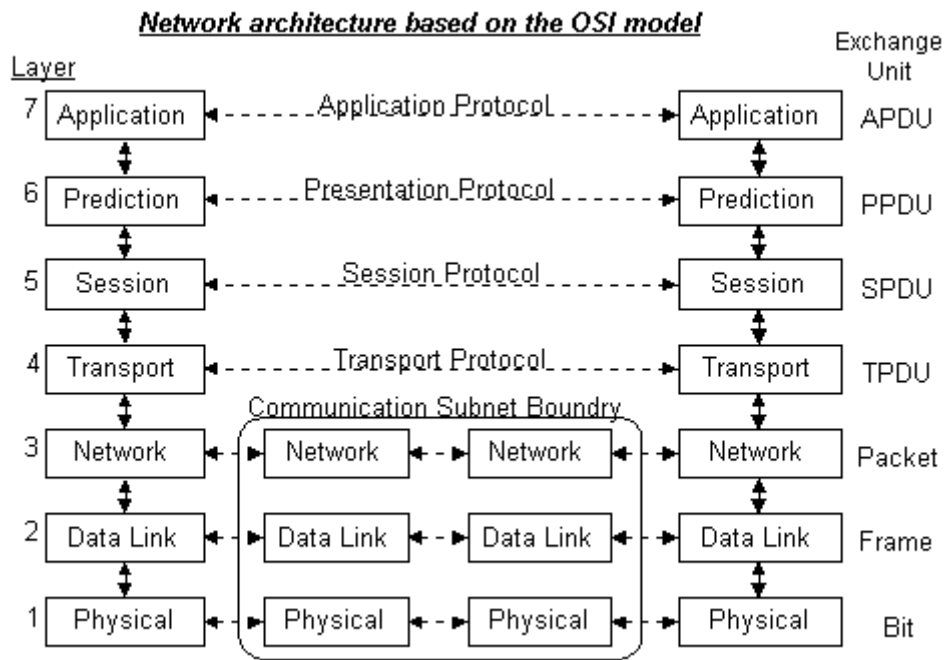 Network architecture based on the OSI model
Exchange
Unit
Layer
7 Application Application Protocol Application APDU
6 Prediction Presentation Protocol Prediction PPDU
5 Session Session Protocol Session SPDU
4 Transport Transport Protocol Transport TPDU
Communication Subnet Boundry
3 Network Network Network Network Packet
2 Data Link Data Link Data Link Data Link Frame
1 Physical Physical Physical Physical Bit